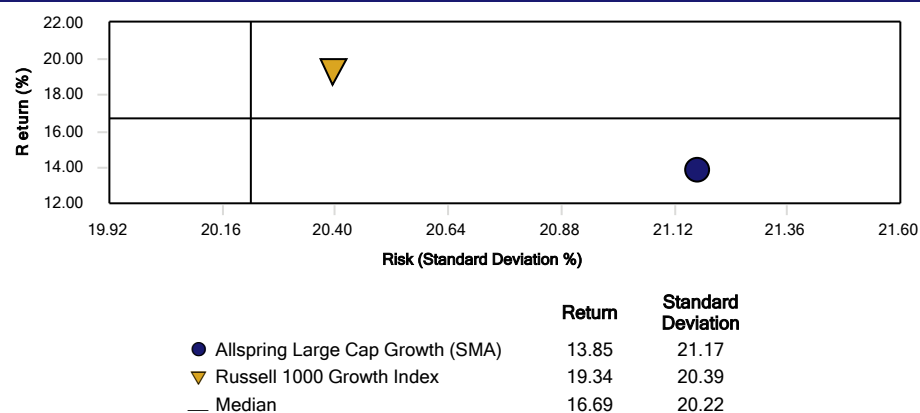 22.00
20.00
18.00
16.00
14.00
12.00
Return (%)
19.92 20.16 20.40 20.64 20.88 21.12 21.36 21.60
Risk (Standard Deviation %)
Return Standard Deviation
Allspring Large Cap Growth (SMA) 13.85 21.17
Russell 1000 Growth Index 19.34 20.39
Median 16.69 20.22